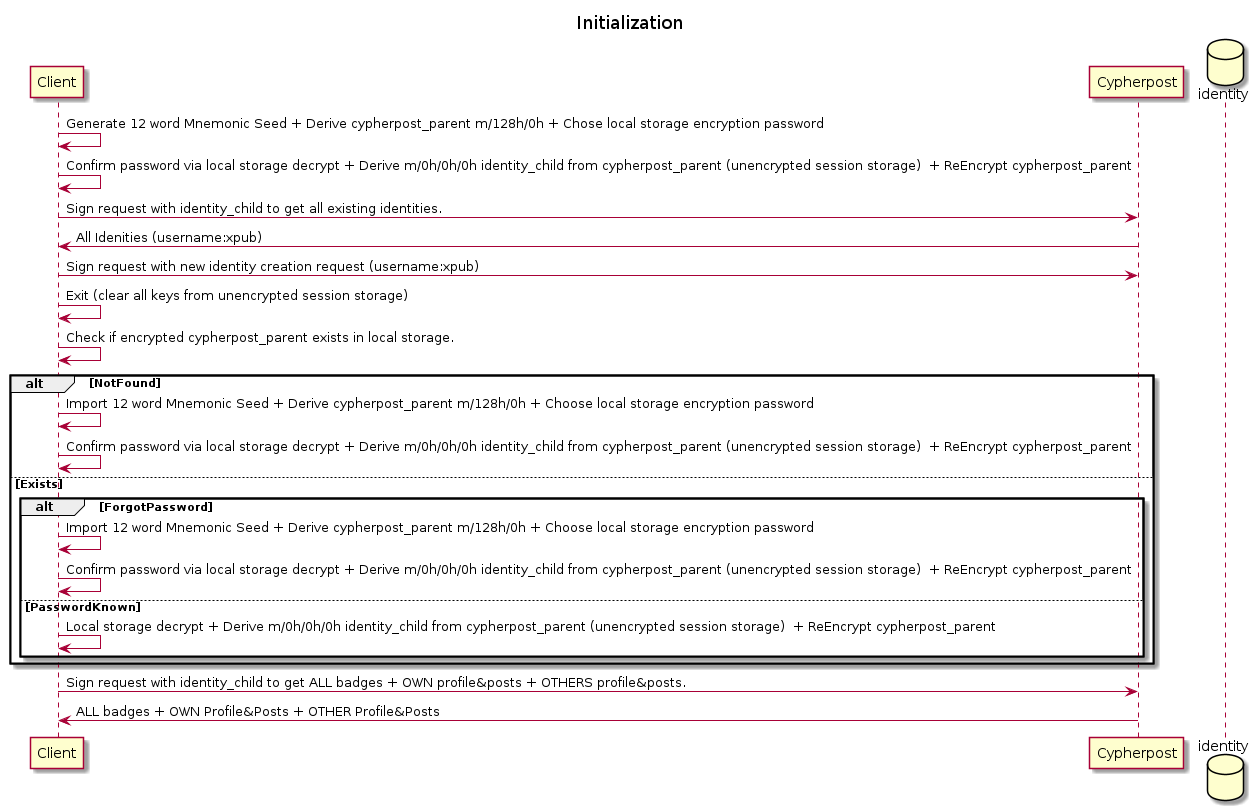 Initialization
Client
Cypherpost
identity
Generate 12 word Mnemonic Seed + Derive cypherpost_parent m/128h/0h + Chose local storage encryption password
Confirm password via local storage decrypt + Derive m/0h/0h/0h identity_child from cypherpost_parent (unencrypted session storage)  + ReEncrypt cypherpost_parent
Sign request with identity_child to get all existing identities.
All Idenities (username:xpub)
Sign request with new identity creation request (username:xpub)
Exit (clear all keys from unencrypted session storage)
Check if encrypted cypherpost_parent exists in local storage.
alt [NotFound]
Import 12 word Mnemonic Seed + Derive cypherpost_parent m/128h/0h + Choose local storage encryption password
Confirm password via local storage decrypt + Derive m/0h/0h/0h identity_child from cypherpost_parent (unencrypted session storage)  + ReEncrypt cypherpost_parent
[Exists]
alt [ForgotPassword]
Import 12 word Mnemonic Seed + Derive cypherpost_parent m/128h/0h + Choose local storage encryption password
Confirm password via local storage decrypt + Derive m/0h/0h/0h identity_child from cypherpost_parent (unencrypted session storage)  + ReEncrypt cypherpost_parent
[PasswordKnown]
Local storage decrypt + Derive m/0h/0h/0h identity_child from cypherpost_parent (unencrypted session storage)  + ReEncrypt cypherpost_parent
Sign request with identity_child to get ALL badges + OWN profile&posts + OTHERS profile&posts.
ALL badges + OWN Profile&Posts + OTHER Profile&Posts
Client
Cypherpost
identity